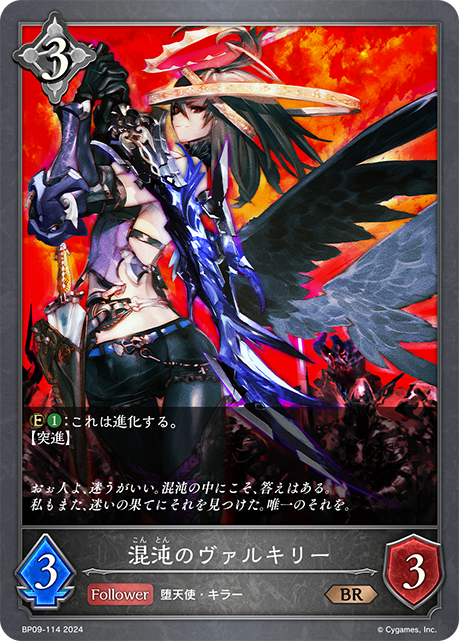 3
E 1：これは進化する。
【突進】
おぉ人よ、迷うがいい。混沌の中にこそ、答えはある。
私もまた、迷いの果てにそれを見つけた。唯一のそれを。
こん とん
混沌のヴァルキリー
3
Follower 堕天使・キラー
BR
3
BP09-114 2024
© Cygames, Inc.